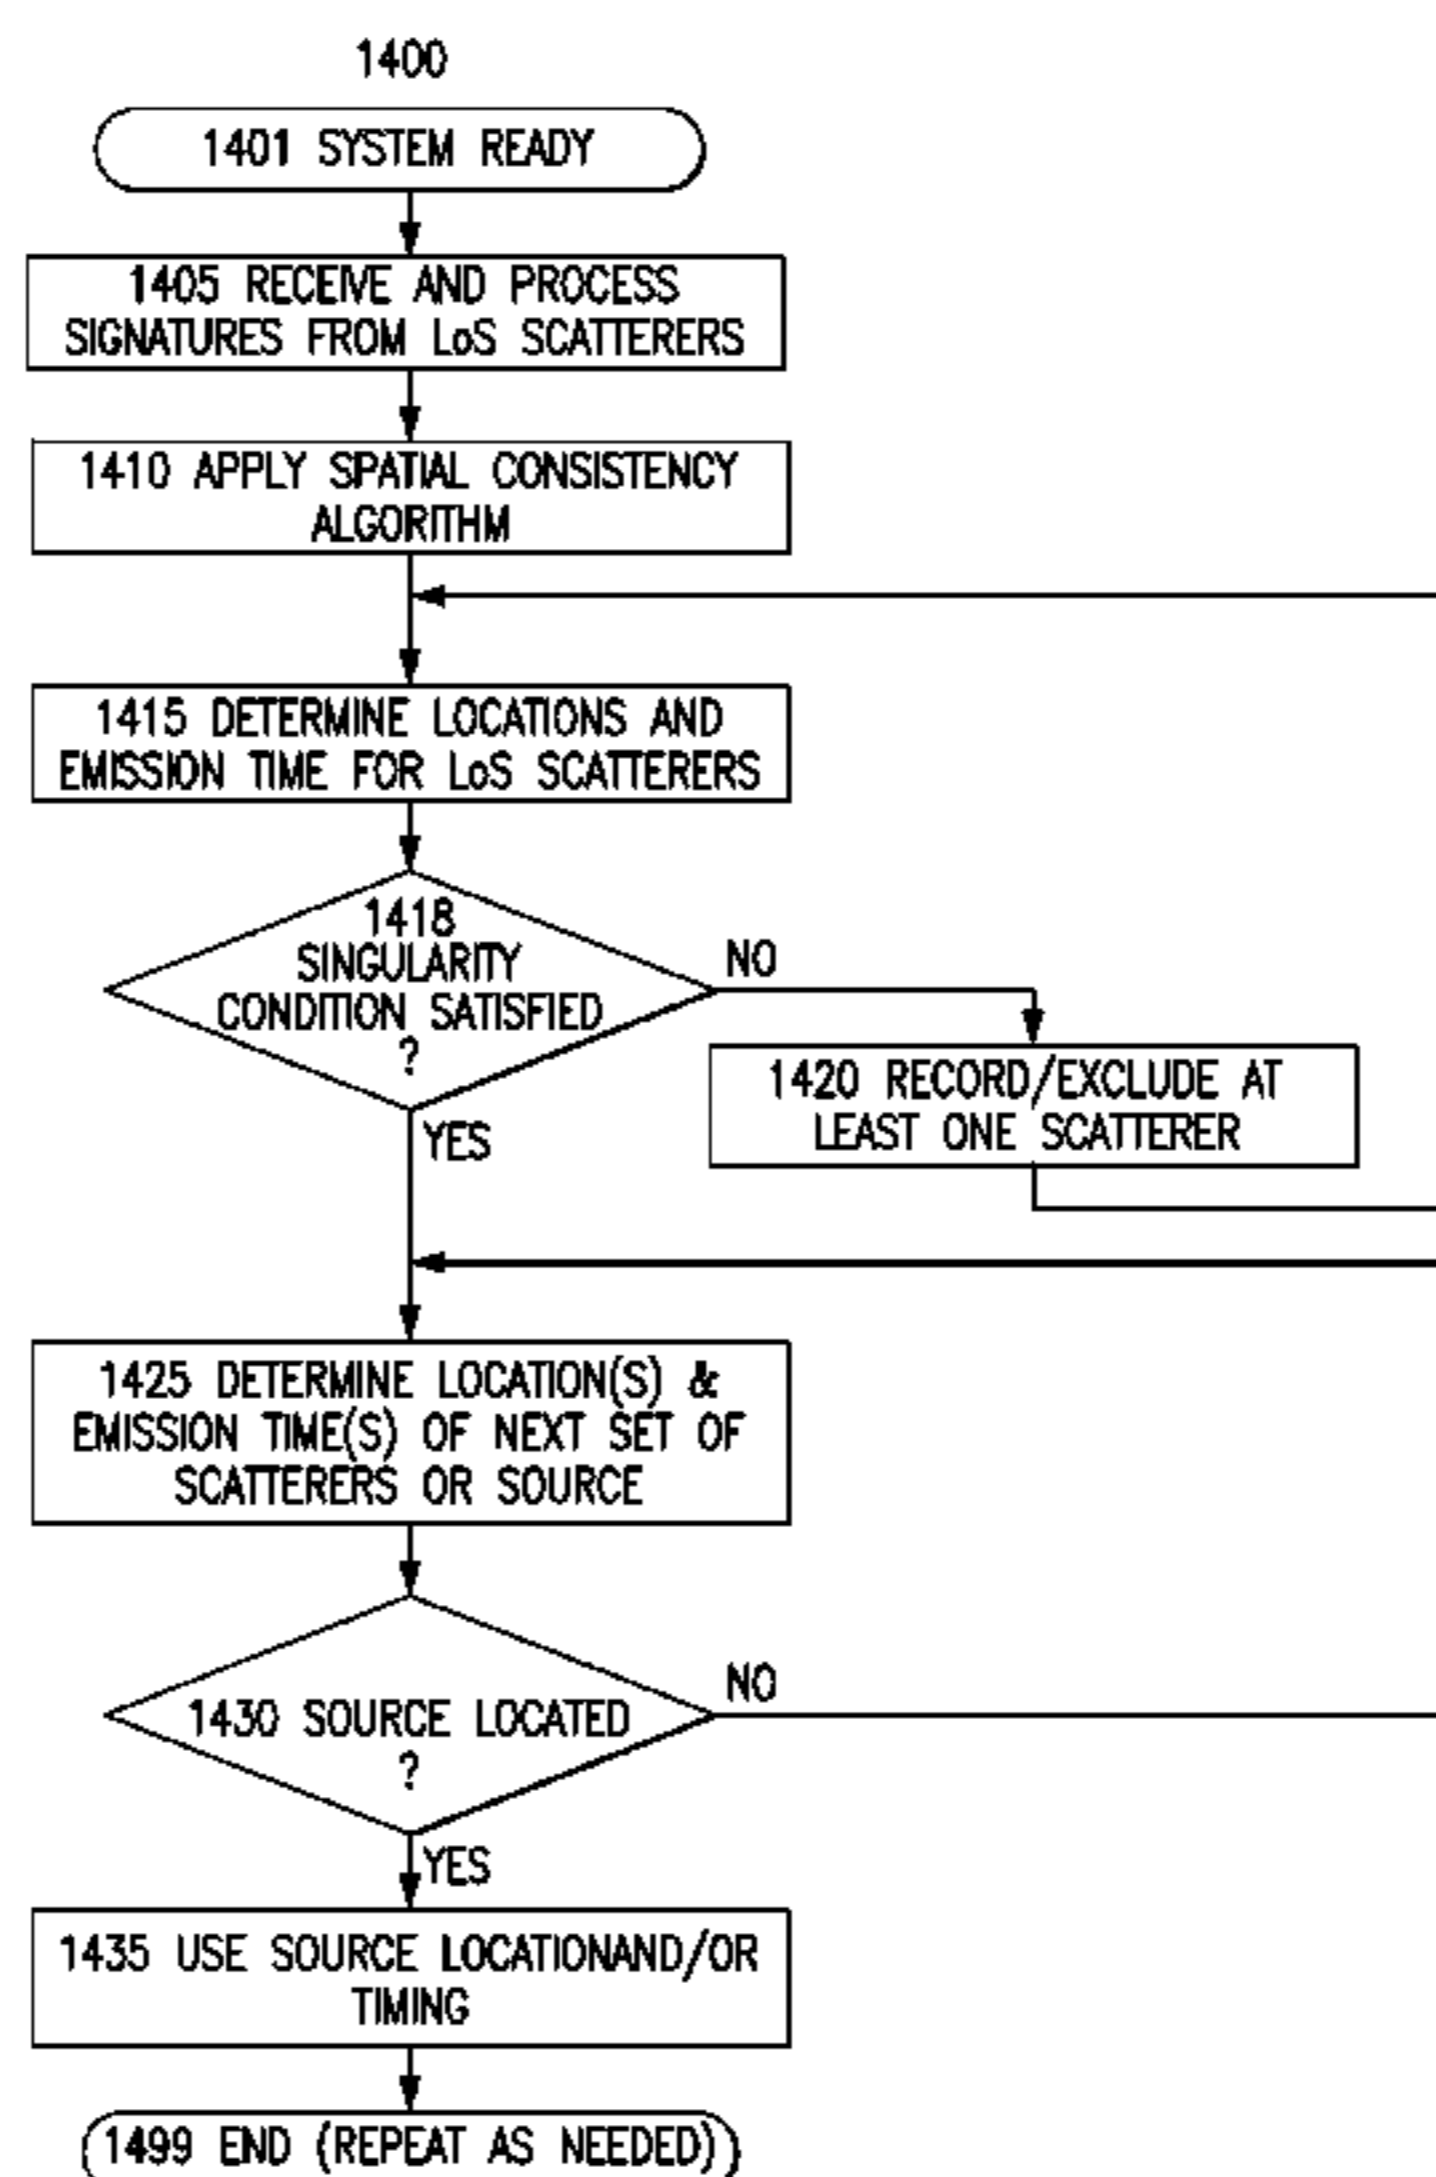 1400
1401 SYSTEM READY
1405 RECEIVE AND PROCESS
SIGNATURES FROM LoS SCATTERERS
1410 APPLY SPATIAL CONSISTENCY
ALGORITHM
1415 DETERMINE LOCATIONS AND
EMISSION TIME FOR LoS SCATTERERS
1418
SINGULARITY
CONDITION SATISFIED
?
NO
1420 RECORD/EXCLUDE AT
LEAST ONE SCATTERER
YES
1425 DETERMINE LOCATION(S) &
EMISSION TIME(S) OF NEXT SET OF
SCATTERERS OR SOURCE
1430 SOURCE LOCATED
?
NO
YES
1435 USE SOURCE LOCATIONAND/OR
TIMING
1499 END (REPEAT AS NEEDED)